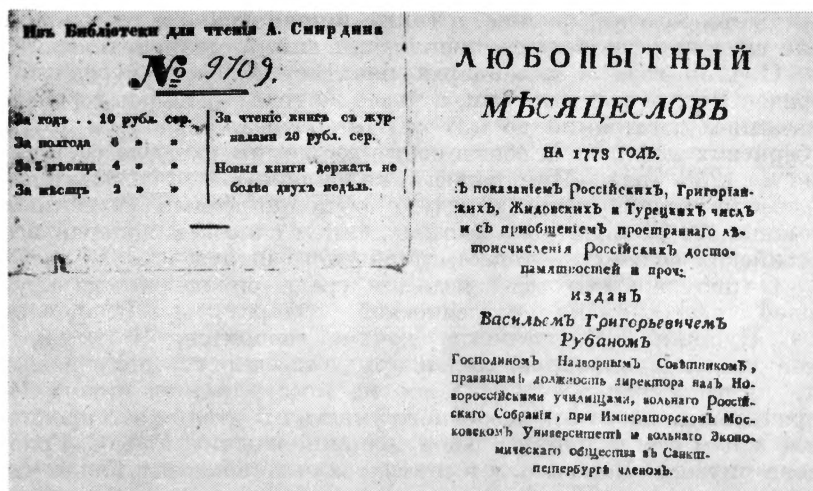 Изъ Библіотеки для чтенія А. Смирдина
№ 9709.
За годъ . . 10 рубл. сер.
За полгода 6 » »
За 3 мѣсяца 4 » »
За мѣсяцъ 2 » »
За чтеніе книгъ съ жур-
налами 20 рубл. сер.
Новыя книги держать не
болѣе двухъ недѣль.
ЛЮБОПЫТНЫЙ
МѢСЯЦЕСЛОВЪ
НА 1778 ГОДЪ.
Ѣ показаніемЪ РоссійскихЪ, Григоріан-
скихЪ, ЖидовскихЪ и ТурецкихЪ числЪ
и сЪ пріобщеніемЪ пространнаго лѣ-
тоисчисленія РоссійскихЪ досто-
памятностей и проч:
ИЗДАНЪ
ВасильемЪ ГригорьевичемЪ
РубаномЪ
ГосподиномЪ НадворнымЪ СовѣтникомЪ,
правящимЪ должность директора надЪ Но-
вороссійскими училищами, вольнаго Россій-
скаго Собранія, при ИмператорскомЪ Мос-
ковскомЪ Университетѣ и вольнаго Эконо-
мическаго общества вЪ Санкт-
петербургѣ членомЪ.